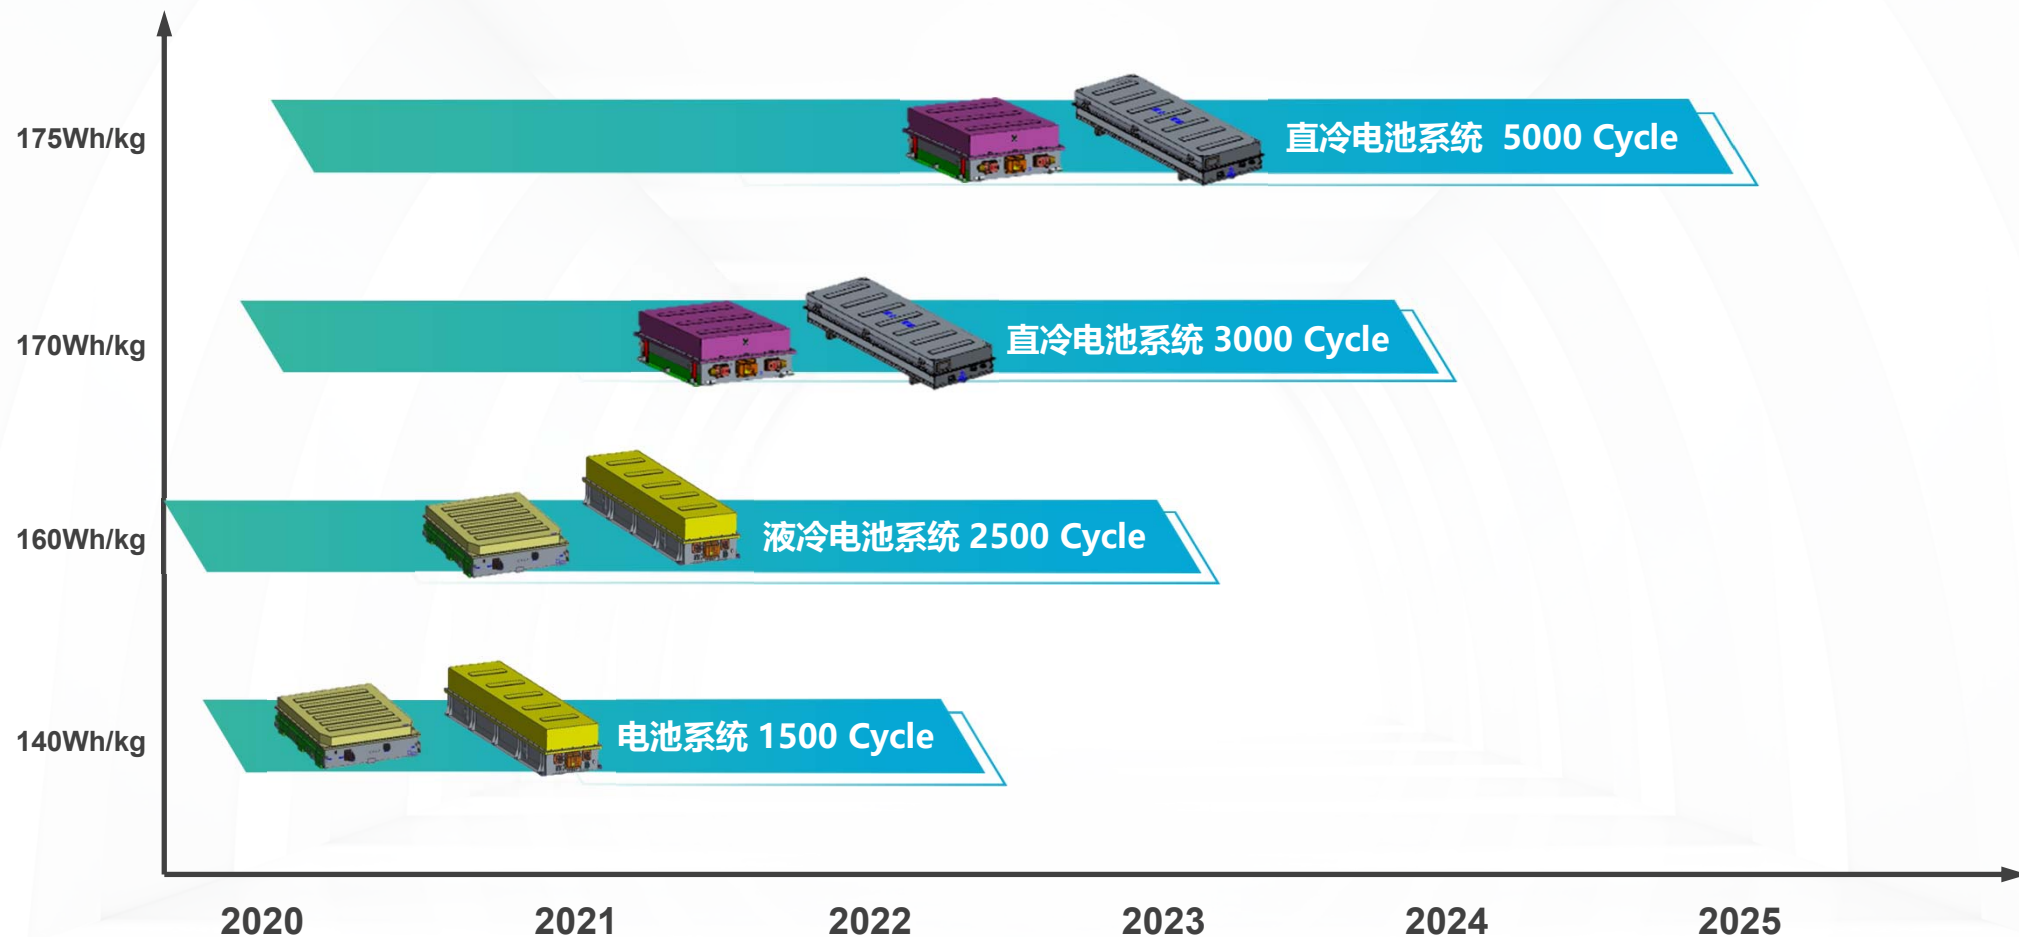 175Wh/kg
直冷电池系统  5000 Cycle
170Wh/kg
直冷电池系统 3000 Cycle
160Wh/kg
液冷电池系统 2500 Cycle
140Wh/kg
电池系统 1500 Cycle
2020 2021 2022 2023 2024 2025